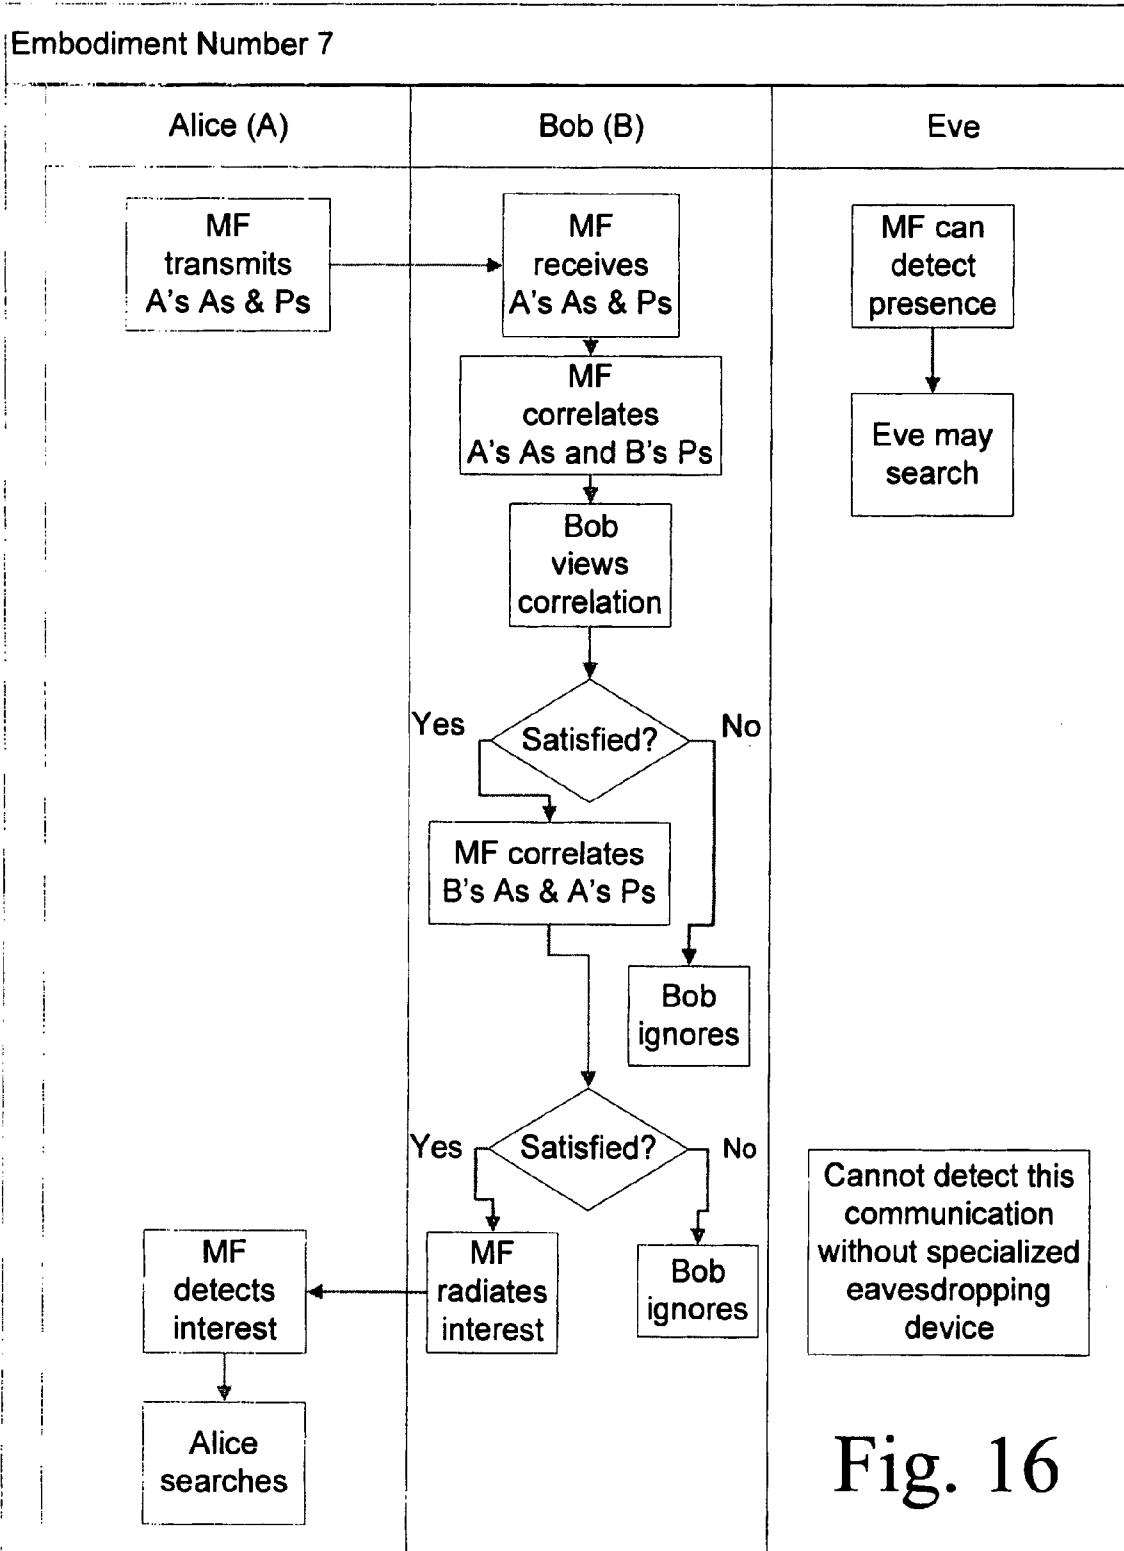 Embodiment Number 7
Alice (A)
Bob (B)
Eve
MF
transmits
A's As & Ps
MF
receives
A's As & Ps
MF can
detect
presence
MF
correlates
A's As and B's Ps
Eve may
search
Bob
views
correlation
Yes
Satisfied?
No
MF correlates
B's As & A's Ps
Bob
ignores
Yes
Satisfied?
No
Cannot detect this
communication
without specialized
eavesdropping
device
MF
detects
interest
MF
radiates
interest
Bob
ignores
Alice
searches
Fig. 16